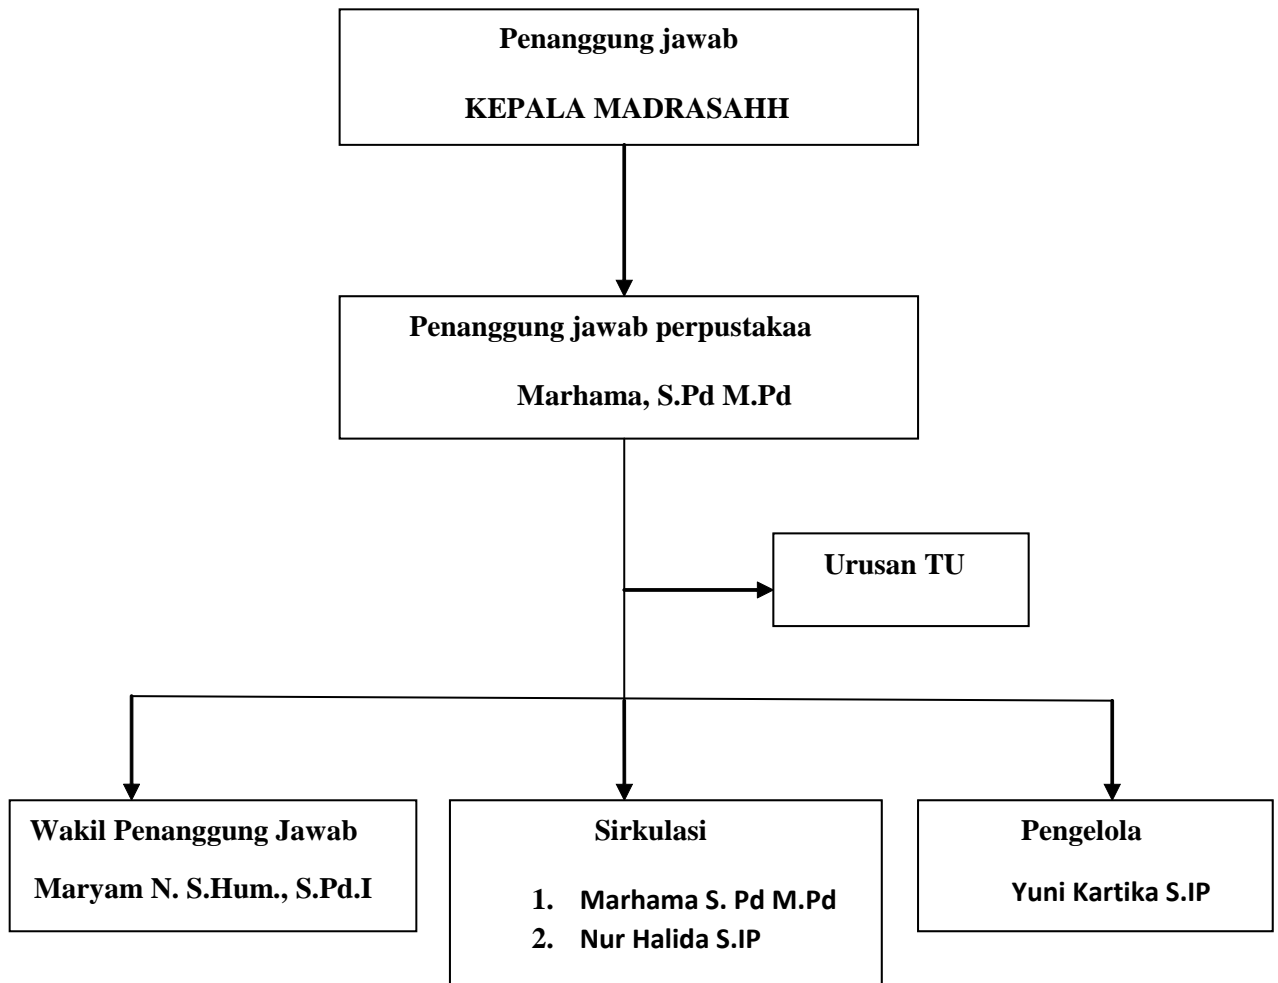 Penanggung jawab
KEPALA MADRASAHH
Penanggung jawab perpustakaa
Marhama, S.Pd M.Pd
Urusan TU
Wakil Penanggung Jawab
Maryam N. S.Hum., S.Pd.I
Sirkulasi
1. Marhama S. Pd M.Pd
2. Nur Halida S.IP
Pengelola
Yuni Kartika S.IP